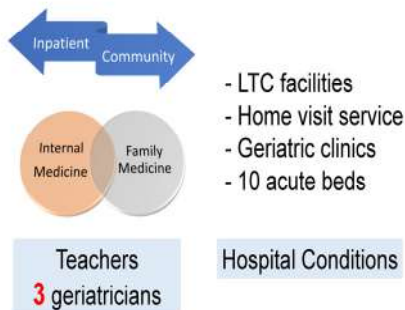 Inpatient
Community
Internal
Medicine
Family
Medicine
- LTC facilities
- Home visit service
- Geriatric clinics
- 10 acute beds
Teachers
3 geriatricians
Hospital Conditions